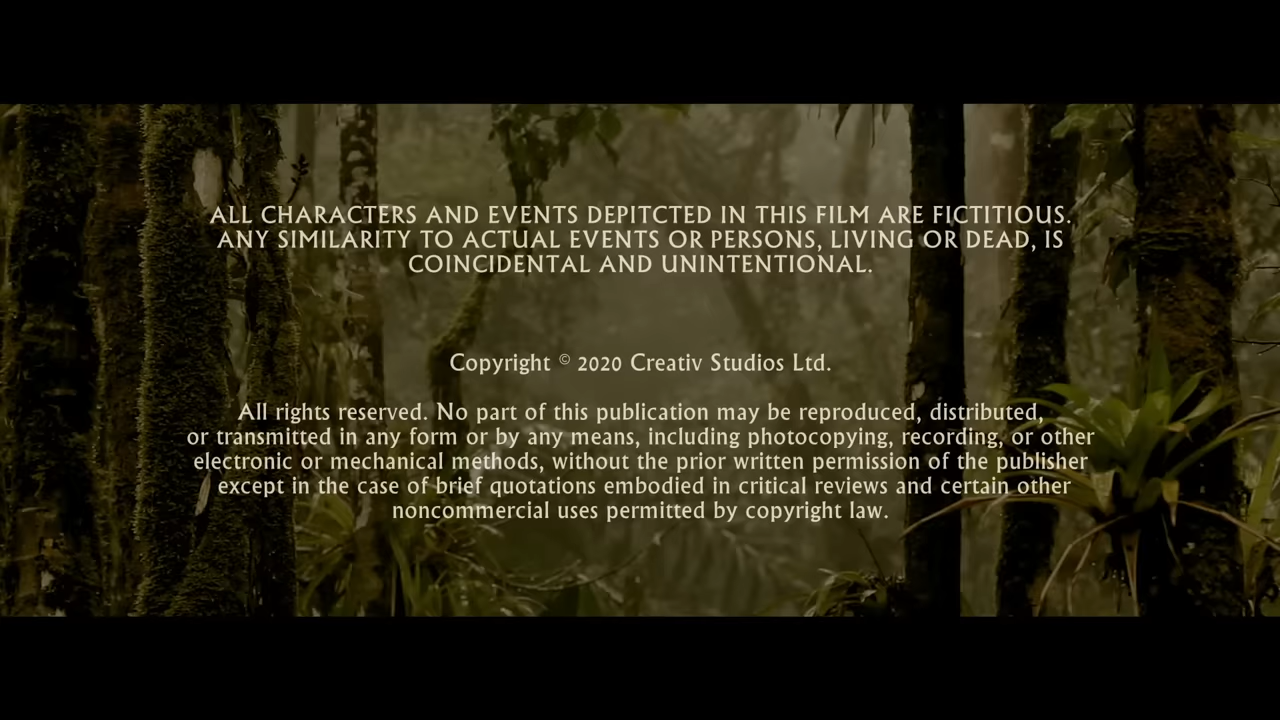 ALL CHARACTERS AND EVENTS DEPITCTED IN THIS FILM ARE FICTITIOUS.
ANY SIMILARITY TO ACTUAL EVENTS OR PERSONS, LIVING OR DEAD, IS
COINCIDENTAL AND UNINTENTIONAL.
Copyright © 2020 Creativ Studios Ltd.
All rights reserved. No part of this publication may be reproduced, distributed,
or transmitted in any form or by any means, including photocopying, recording, or other
electronic or mechanical methods, without the prior written permission of the publisher
except in the case of brief quotations embodied in critical reviews and certain other
noncommercial uses permitted by copyright law.